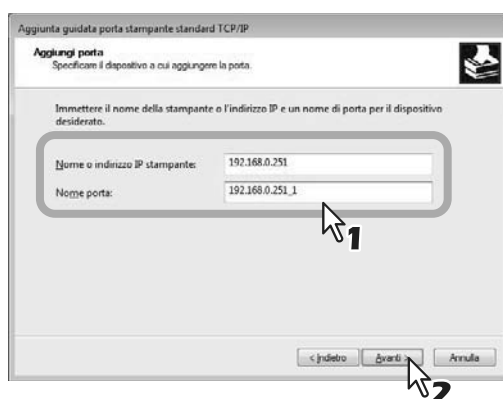 Aggiunta guidata porta stampante standard TCP/IP
Aggiungi porta
Specificare il dispositivo a cui aggiungere la porta.
Immettere il nome della stampante o l'indirizzo IP e un nome di porta per il dispositivo
desiderato.
Nome o indirizzo IP stampante: 192.168.0.251
Nome porta: 192.168.0.251_1
1
< Indietro Avanti > Annulla
2